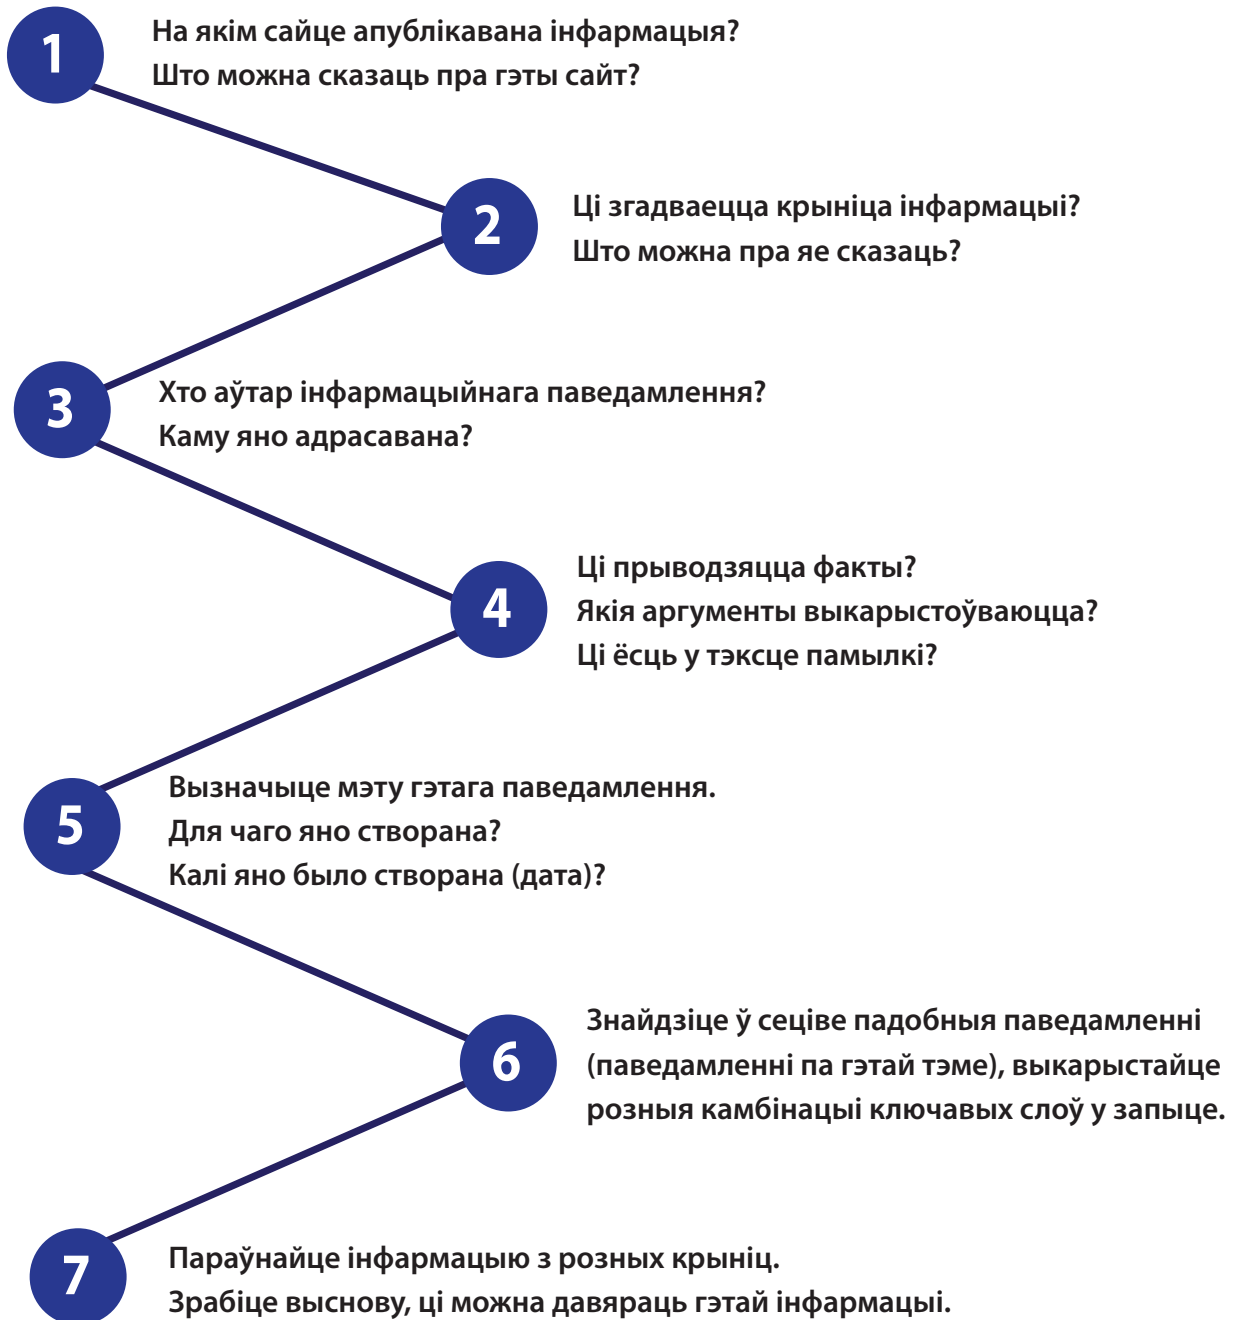 1
На якім сайце апублікавана інфармацыя?
Што можна сказаць пра гэты сайт?
2
Ці згадваецца крыніца інфармацыі?
Што можна пра яе сказаць?
3
Хто аўтар інфармацыйнага паведамлення?
Каму яно адрасавана?
4
Ці прыводзяцца факты?
Якія аргументы выкарыстоўваюцца?
Ці ёсць у тэксце памылкі?
5
Вызначыце мэту гэтага паведамлення.
Для чаго яно створана?
Калі яно было створана (дата)?
6
Знайдзіце ў сеціве падобныя паведамленні
(паведамленні па гэтай тэме), выкарыстайце
розныя камбінацыі ключавых слоў у запыце.
7
Параўнайце інфармацыю з розных крыніц.
Зрабіце выснову, ці можна давяраць гэтай інфармацыі.